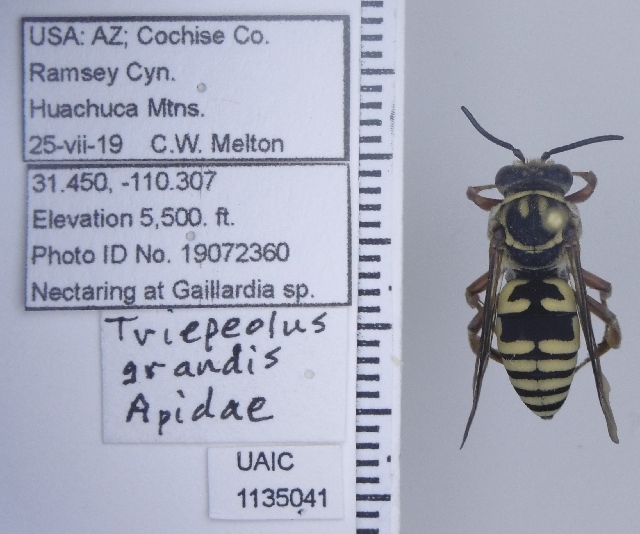 USA: AZ; Cochise Co.
Ramsey Cyn.
Huachuca Mtns.
25-vii-19 C.W. Melton
31.450, -110.307
Elevation 5,500. ft.
Photo ID No. 19072360
Nectaring at Gaillardia sp.
Triepeolus
grandis
Apidae
UAIC
1135041